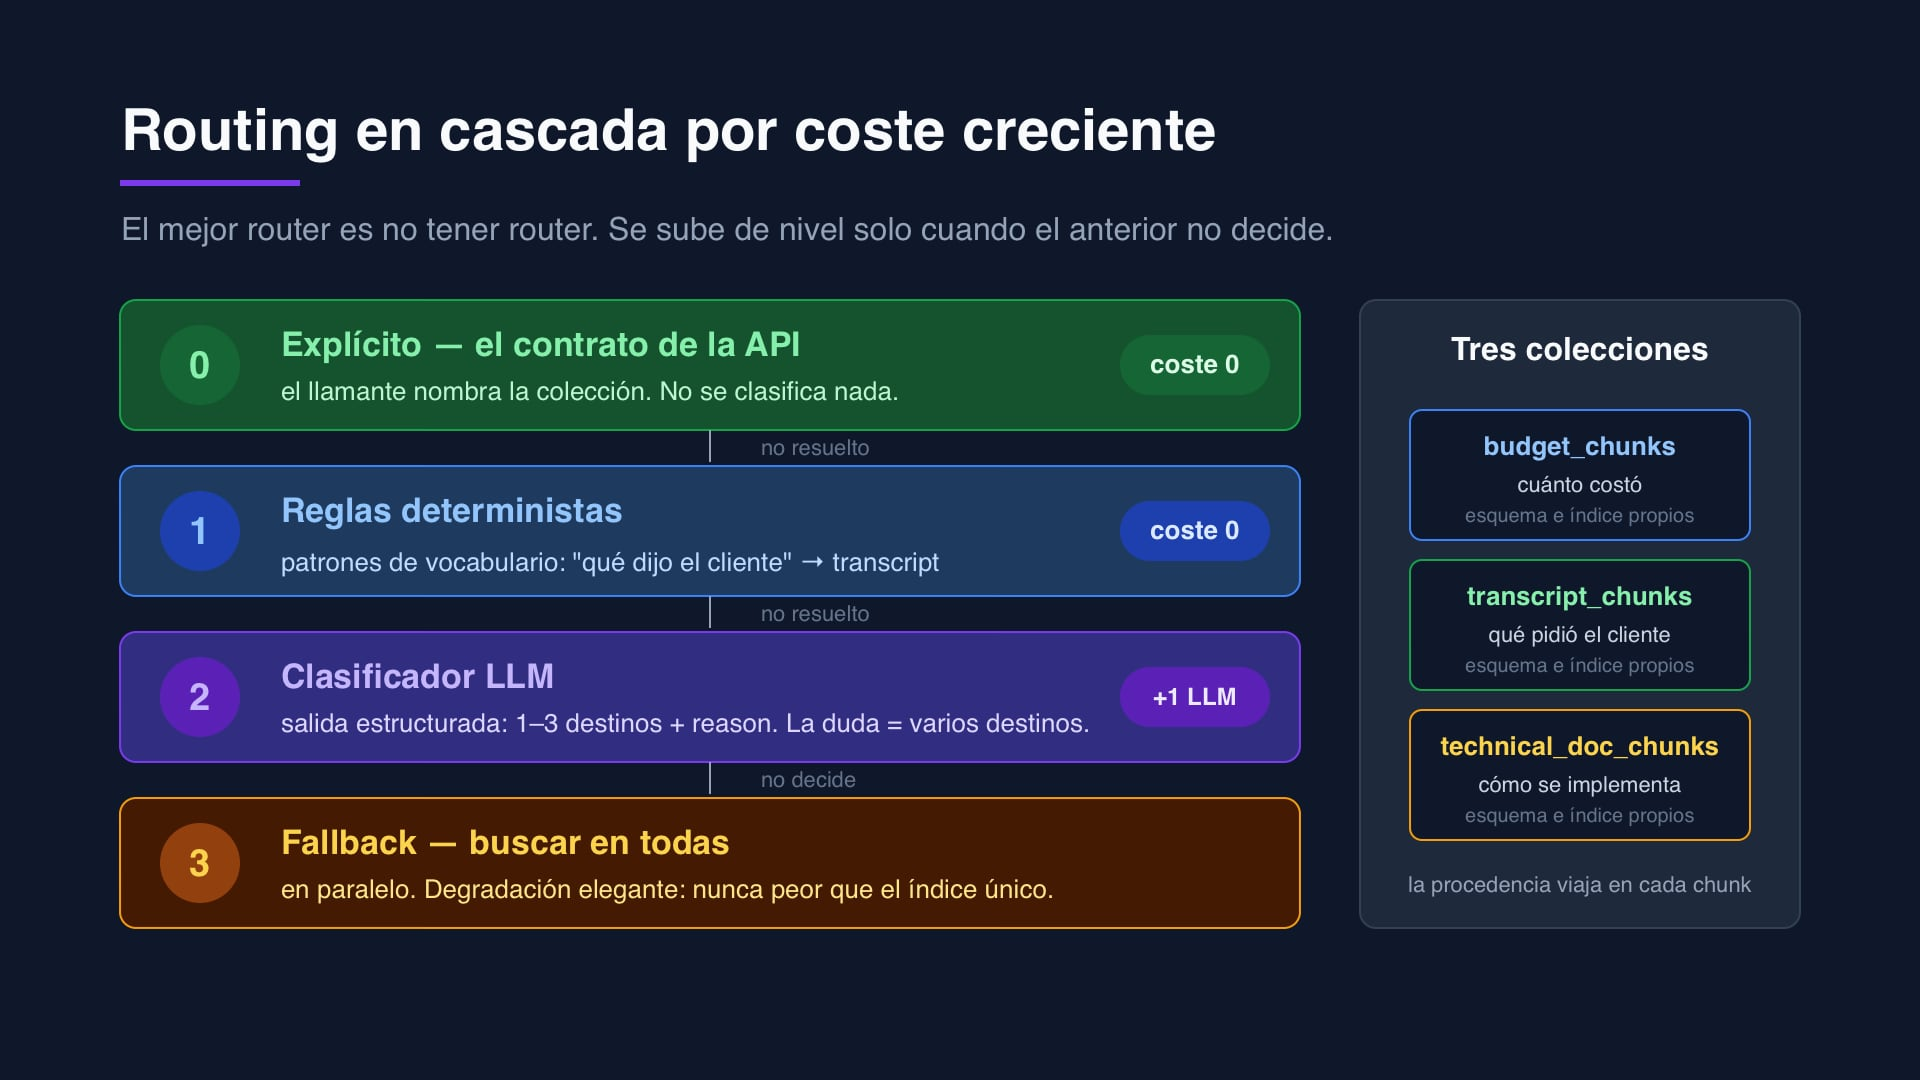 Routing en cascada por coste creciente
El mejor router es no tener router. Se sube de nivel solo cuando el anterior no decide.
0
Explícito — el contrato de la API
el llamante nombra la colección. No se clasifica nada.
coste 0
no resuelto
1
Reglas deterministas
patrones de vocabulario: "qué dijo el cliente" → transcript
coste 0
no resuelto
2
Clasificador LLM
salida estructurada: 1–3 destinos + reason. La duda = varios destinos.
+1 LLM
no decide
3
Fallback — buscar en todas
en paralelo. Degradación elegante: nunca peor que el índice único.
Tres colecciones
budget_chunks
cuánto costó
esquema e índice propios
transcript_chunks
qué pidió el cliente
esquema e índice propios
technical_doc_chunks
cómo se implementa
esquema e índice propios
la procedencia viaja en cada chunk